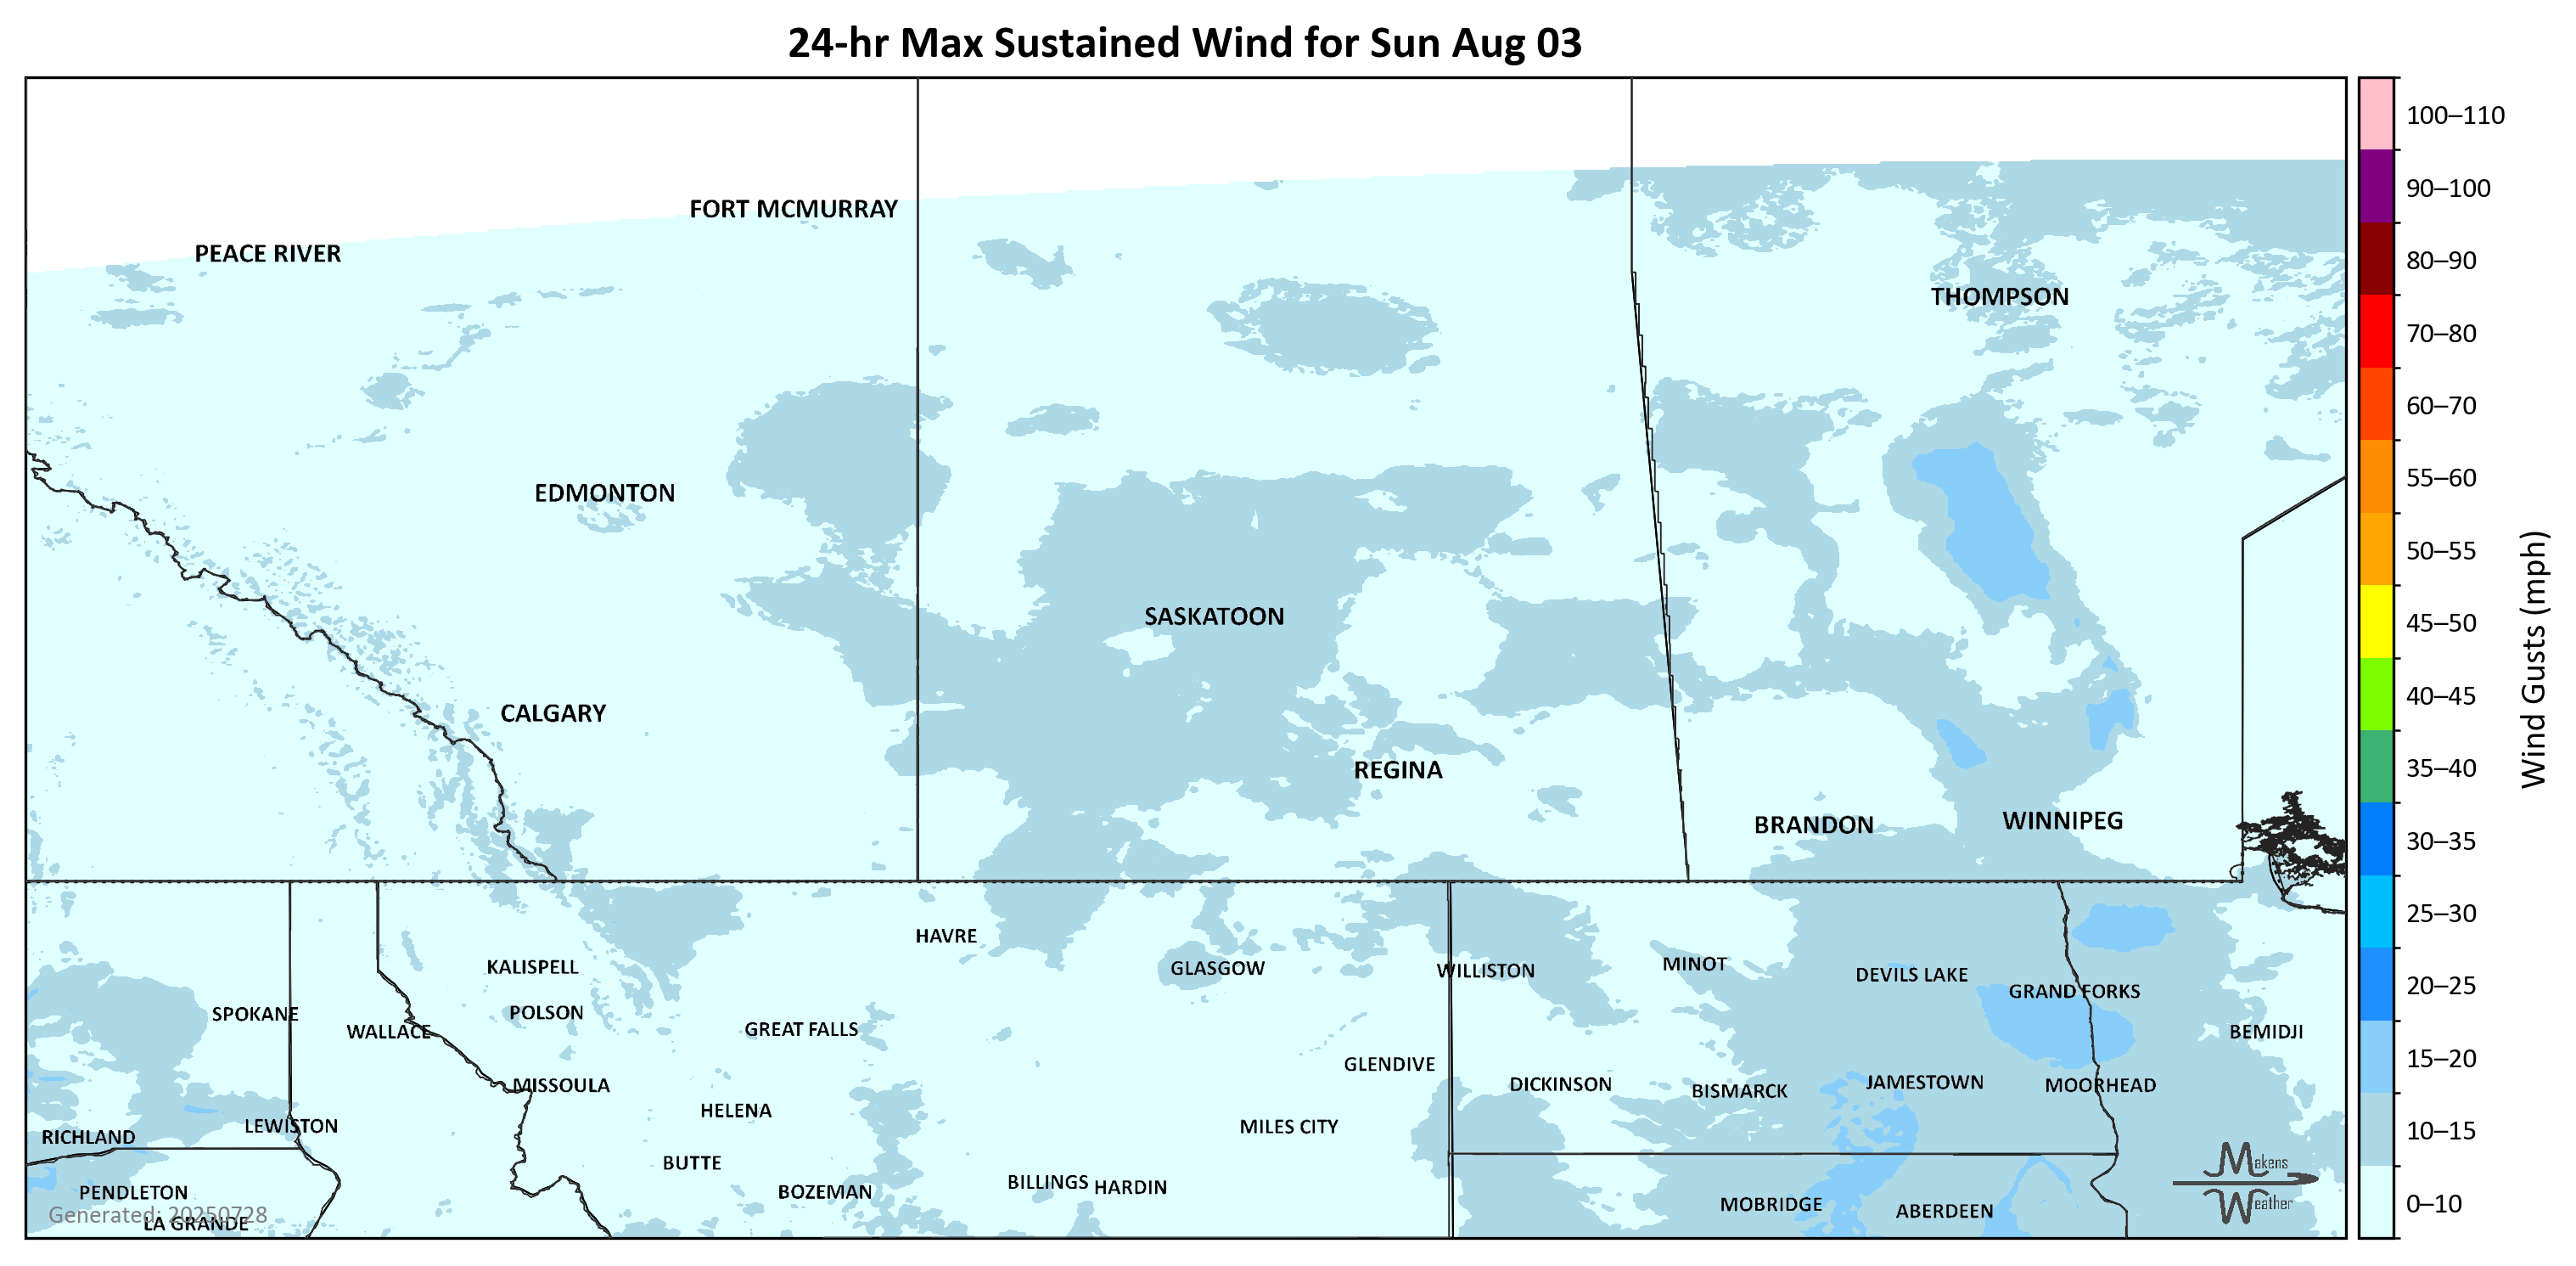 24-hr Max Sustained Wind for Sun Aug 03
FORT MCMURRAY
PEACE RIVER
THOMPSON
EDMONTON
SASKATOON
CALGARY
REGINA
BRANDON
WINNIPEG
HAVRE
KALISPELL
GLASGOW
WILLISTON
MINOT
DEVILS LAKE
GRAND FORKS
SPOKANE
POLSON
WALLACE
GREAT FALLS
BEMIDJI
GLENDIVE
MISSOULA
DICKINSON
BISMARCK
JAMESTOWN
MOORHEAD
HELENA
LEWISTON
MILES CITY
RICHLAND
BUTTE
PENDLETON
BOZEMAN
BILLINGS
HARDIN
MOBRIDGE
ABERDEEN
LA GRANDE
Generated: 20250728
Makens
Weather
100–110
90–100
80–90
70–80
60–70
55–60
50–55
45–50
40–45
35–40
30–35
25–30
20–25
15–20
10–15
0–10
Wind Gusts (mph)